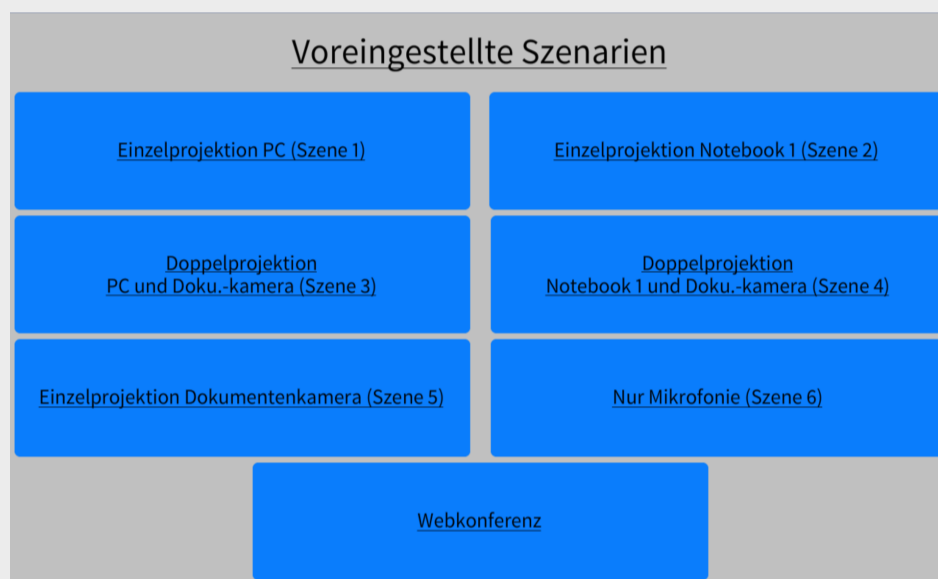 Voreingestellte Szenarien
Einzelprojektion PC (Szene 1)
Einzelprojektion Notebook 1 (Szene 2)
Doppelprojektion
PC und Doku.-kamera (Szene 3)
Doppelprojektion
Notebook 1 und Doku.-kamera (Szene 4)
Einzelprojektion Dokumentenkamera (Szene 5)
Nur Mikrofonie (Szene 6)
Webkonferenz